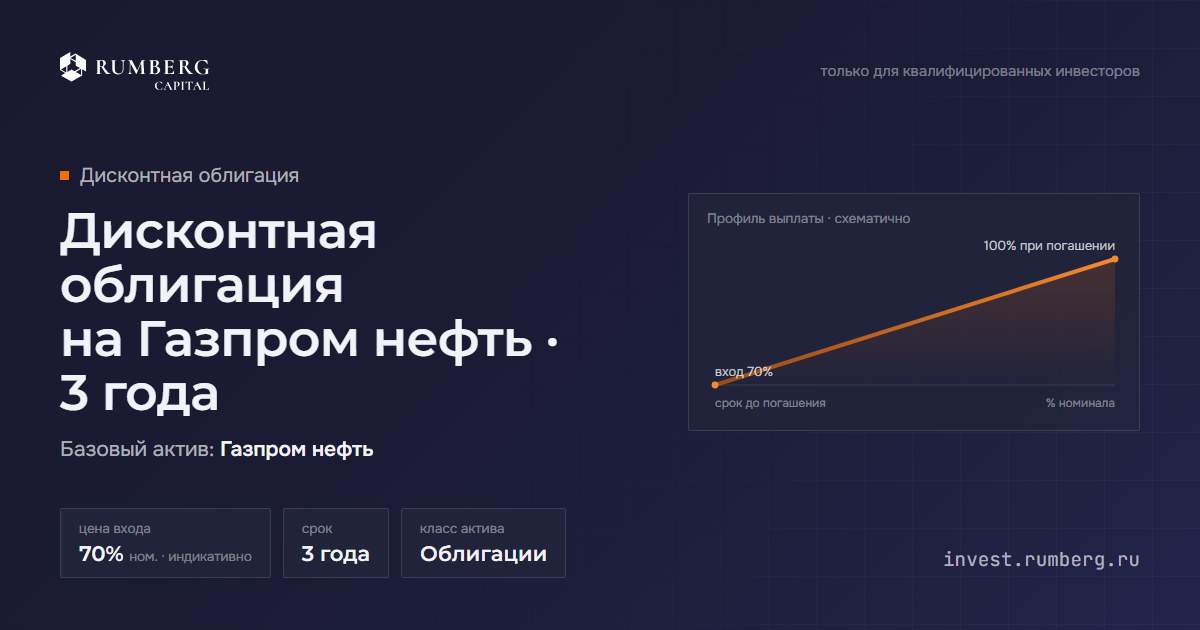 RUMBERG
CAPITAL
только для квалифицированных инвесторов
Дисконтная облигация
Дисконтная
облигация
на Газпром нефть ·
3 года
Базовый актив: Газпром нефть
цена входа
70% ном. · индикативно
срок
3 года
класс актива
Облигации
Профиль выплаты · схематично
100% при погашении
вход 70%
срок до погашения
% номинала
invest.rumberg.ru